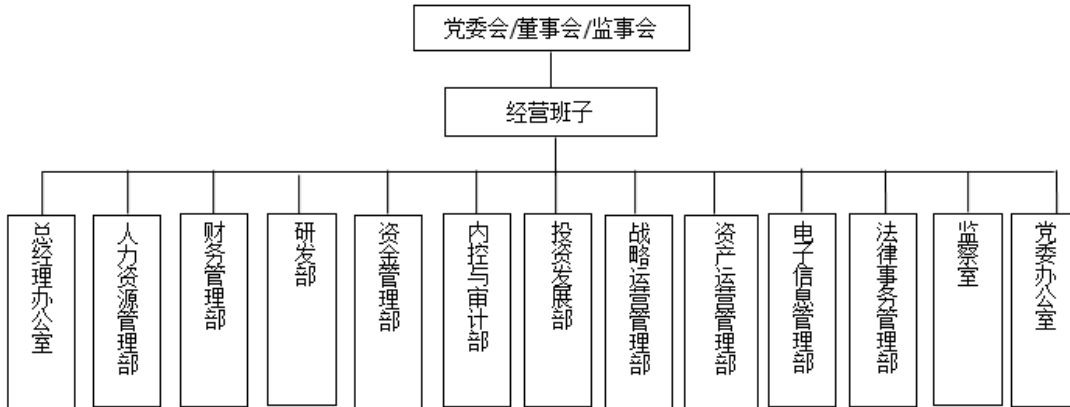 党委会/董事会/监事会
经营班子
总经理办公室
人力资源管理部
财务管理部
研发部
资金管理部
内控与审计部
投资发展部
战略运营管理部
资产运营管理部
电子信息管理部
法律事务管理部
监察室
党委办公室